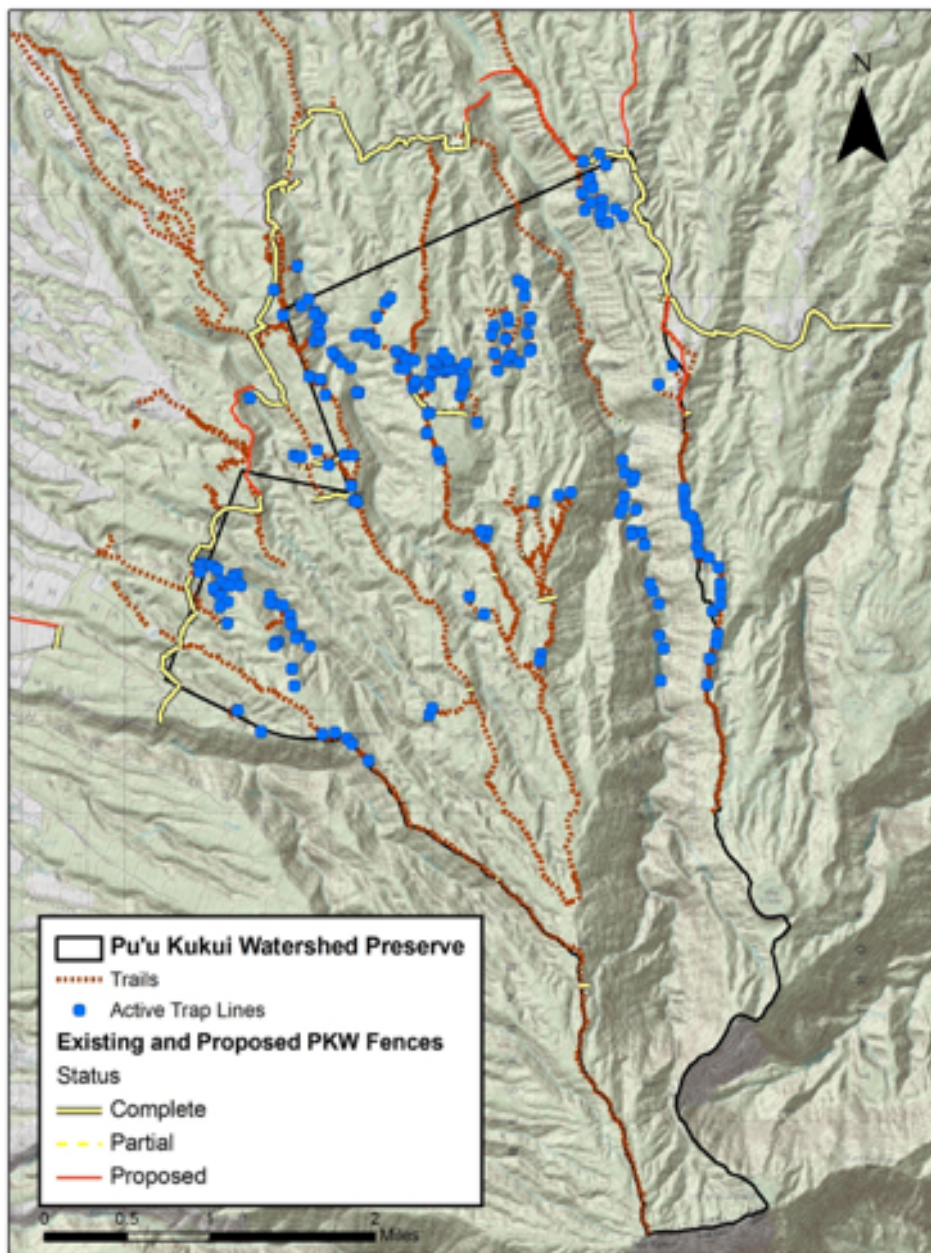 N
Pu'u Kukui Watershed Preserve
Trails
Active Trap Lines
Existing and Proposed PKW Fences
Status
Complete
Partial
Proposed
0 0.5 1 2
Miles